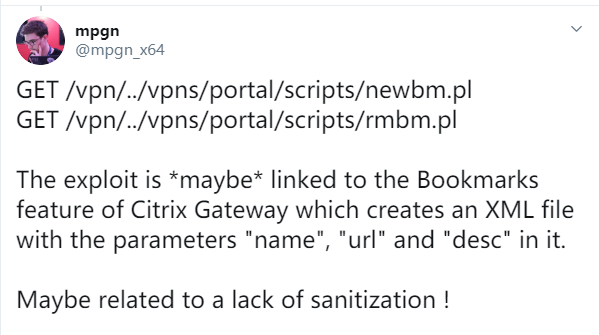 mpgn
@mpgn_x64
GET /vpn/../vpns/portal/scripts/newbm.pl
GET /vpn/../vpns/portal/scripts/rmbm.pl
The exploit is *maybe* linked to the Bookmarks
feature of Citrix Gateway which creates an XML file
with the parameters "name", "url" and "desc" in it.
Maybe related to a lack of sanitization !